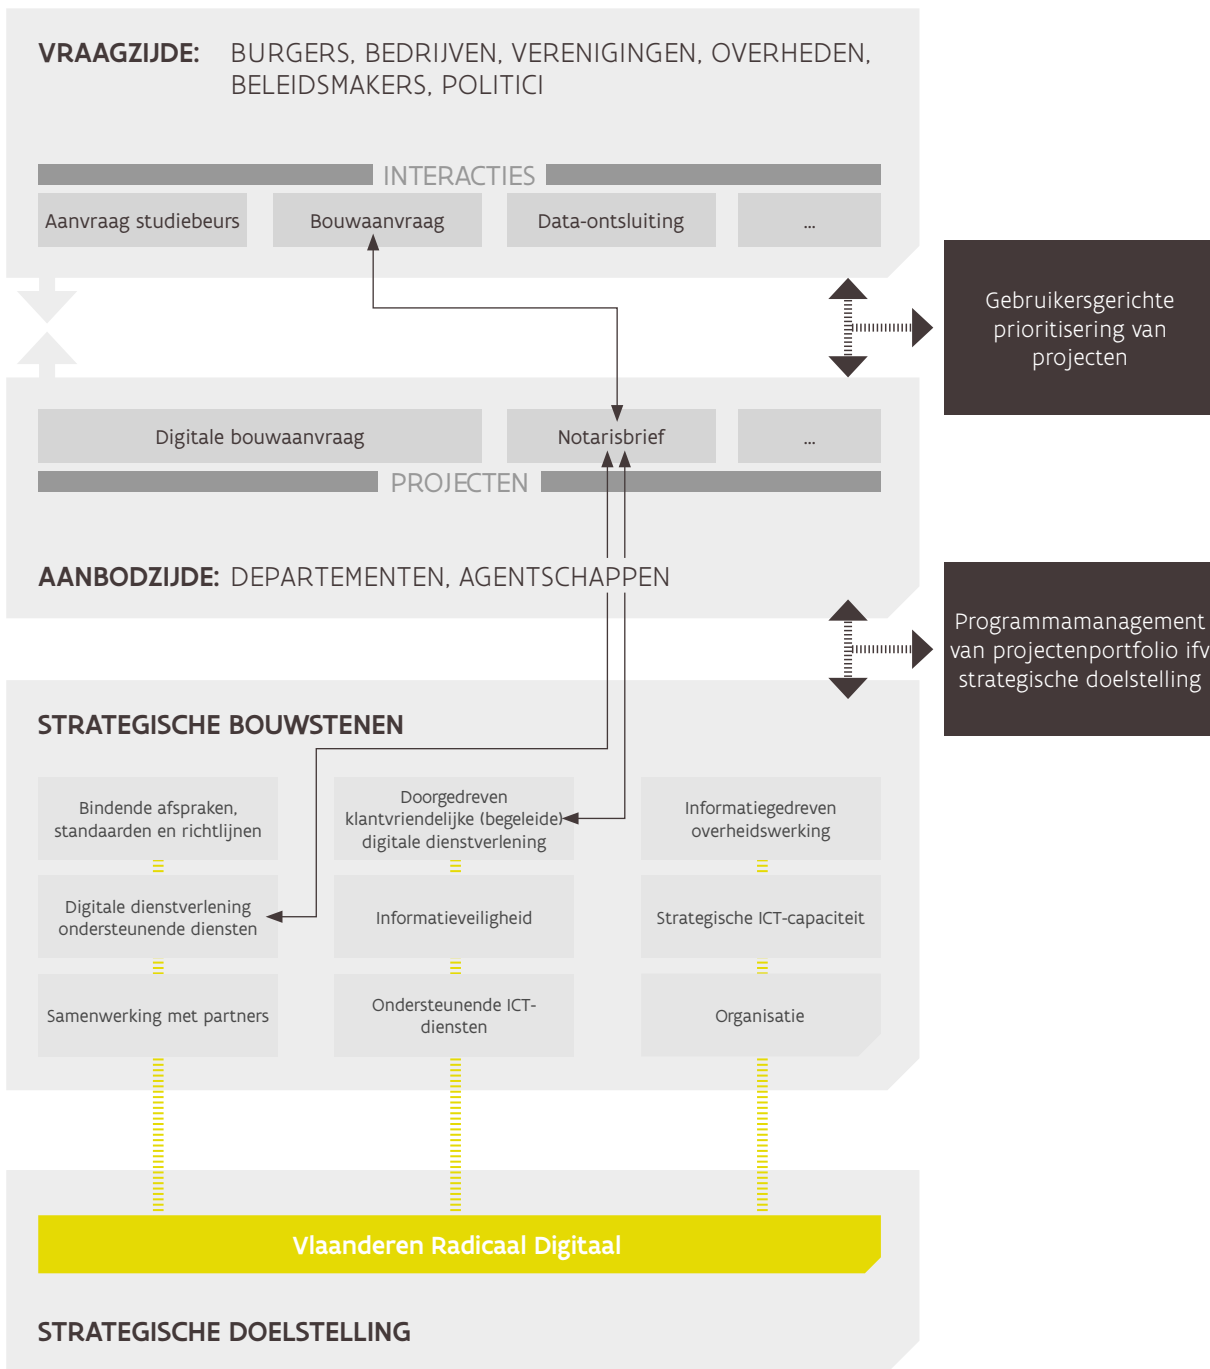 VRAAGZIJDE: BURGERS, BEDRIJVEN, VERENIGINGEN, OVERHEDEN,
BELEIDSMAKERS, POLITICI
INTERACTIES
Aanvraag studiebeurs
Bouwaanvraag
Data-ontsluiting
...
Gebruikersgerichte
prioritisering van
projecten
Digitale bouwaanvraag
Notarisbrief
...
PROJECTEN
AANBODZIJDE: DEPARTEMENTEN, AGENTSCHAPPEN
Programmamanagement
van projectenportfolio ifv
strategische doelstelling
STRATEGISCHE BOUWSTENEN
Bindende afspraken,
standaarden en richtlijnen
Doorgedreven
klantvriendelijke (begeleide)
digitale dienstverlening
Informatiegedreven
overheidswerking
Digitale dienstverlening
ondersteunende diensten
Informatieveiligheid
Strategische ICT-capaciteit
Samenwerking met partners
Ondersteunende ICT-
diensten
Organisatie
Vlaanderen Radicaal Digitaal
STRATEGISCHE DOELSTELLING